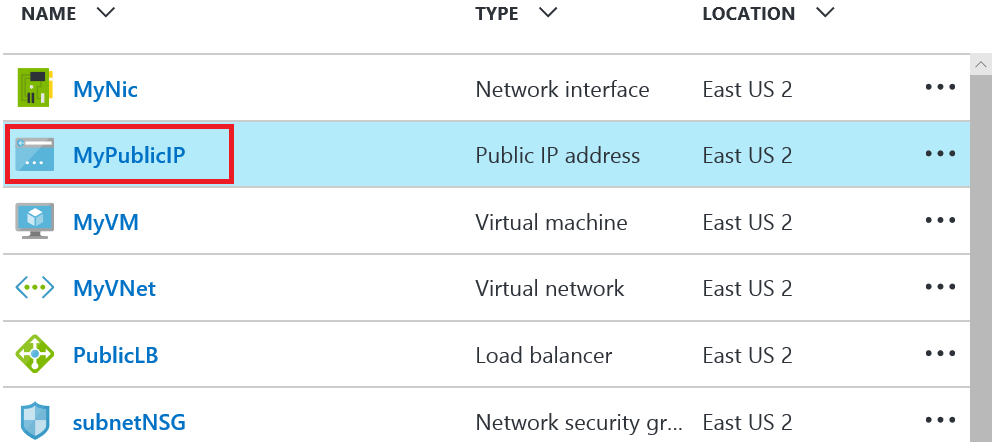 NAME TYPE LOCATION
MyNic Network interface East US 2 •••
MyPublicIP Public IP address East US 2 •••
MyVM Virtual machine East US 2 •••
MyVNet Virtual network East US 2 •••
PublicLB Load balancer East US 2 •••
subnetNSG Network security gr... East US 2 •••